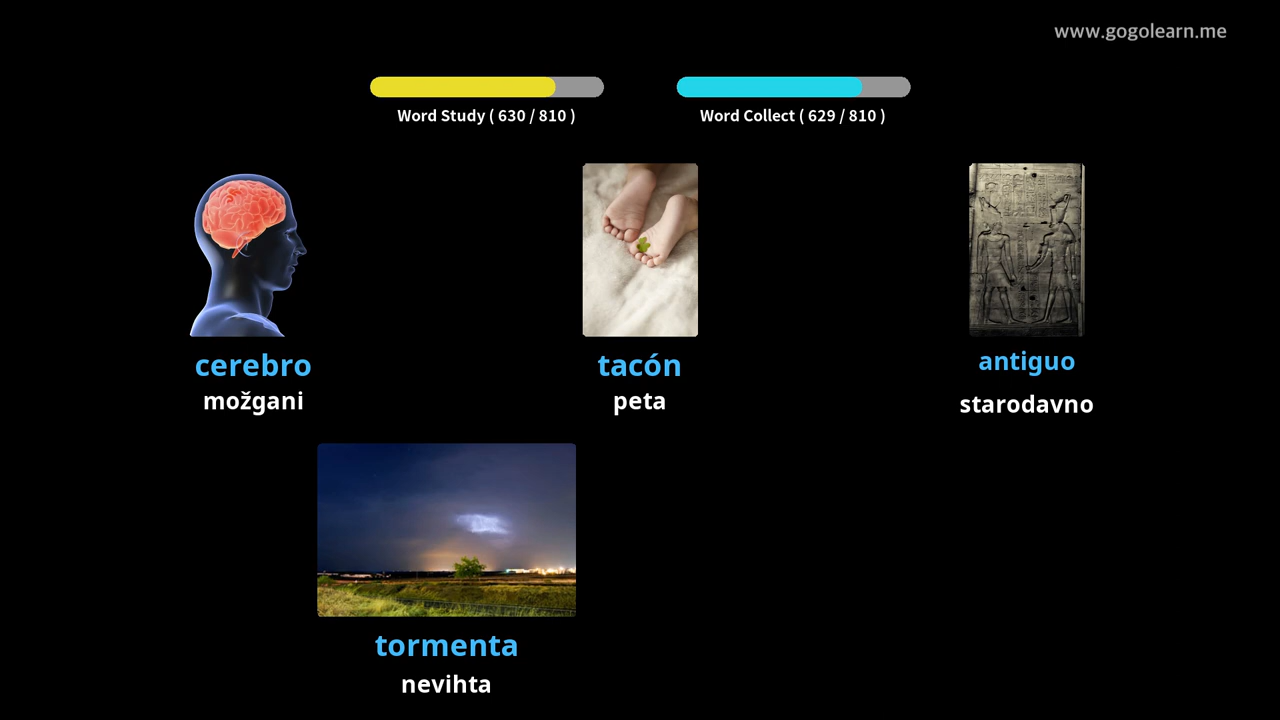 www.gogolearn.me
Word Study ( 630 / 810 )
Word Collect ( 629 / 810 )
cerebro
možgani
tacón
peta
antiguo
starodavno
tormenta
nevihta